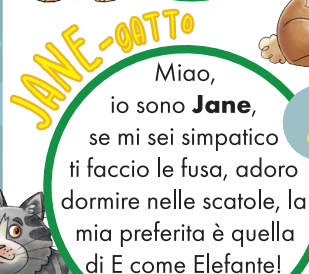 JANE-GATTO
Miao,
io sono Jane,
se mi sei simpatico
ti faccio le fusa, adoro
dormire nelle scatole, la
mia preferita è quella
di E come Elefante!